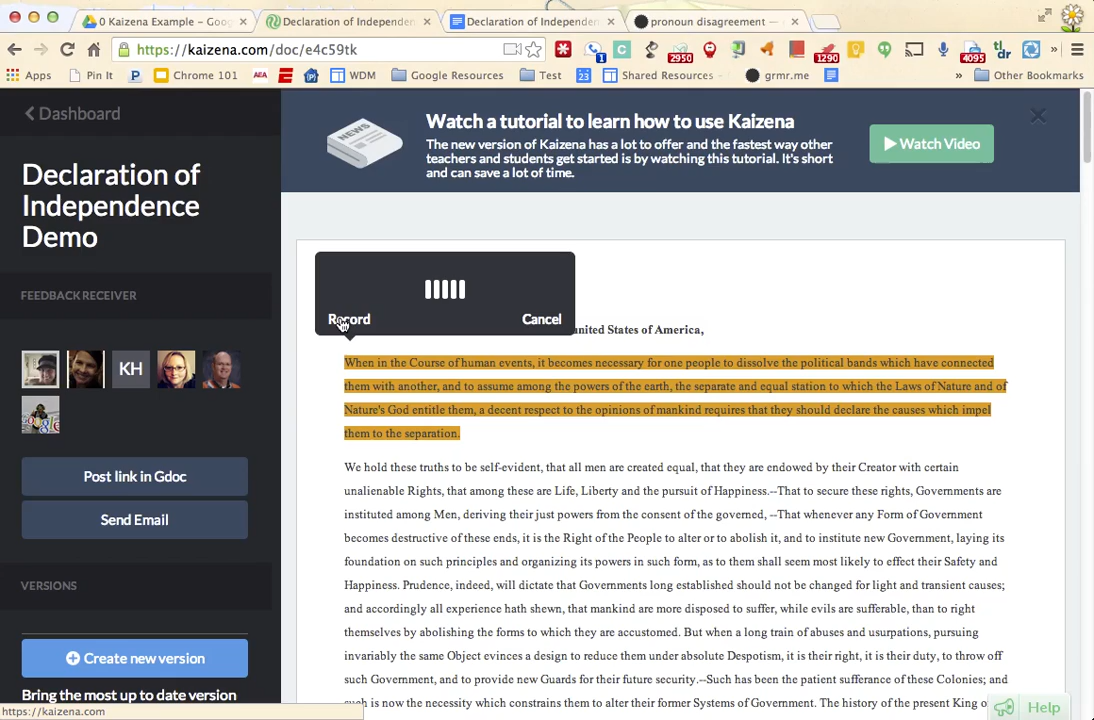 0 Kaizena Example – Goog
Declaration of Independen
Declaration of Independen
pronoun disagreement —
https://kaizena.com/doc/e4c59tk
2950
1
1290
4095
tl;dr
Apps
Pin It
Chrome 101
AEA
WDM
Google Resources
Test
23
Shared Resources
grmr.me
»
Other Bookmarks
Dashboard
Watch a tutorial to learn how to use Kaizena
The new version of Kaizena has a lot to offer and the fastest way other
teachers and students get started is by watching this tutorial. It's short
and can save a lot of time.
NEWS
Watch Video
Declaration of
Independence
Demo
FEEDBACK RECEIVER
KH
Google
Post link in Gdoc
Send Email
VERSIONS
Create new version
Bring the most up to date version
https://kaizena.com
Record
Cancel
united States of America,
When in the Course of human events, it becomes necessary for one people to dissolve the political bands which have connected
them with another, and to assume among the powers of the earth, the separate and equal station to which the Laws of Nature and of
Nature's God entitle them, a decent respect to the opinions of mankind requires that they should declare the causes which impel
them to the separation.
We hold these truths to be self-evident, that all men are created equal, that they are endowed by their Creator with certain
unalienable Rights, that among these are Life, Liberty and the pursuit of Happiness.--That to secure these rights, Governments are
instituted among Men, deriving their just powers from the consent of the governed, --That whenever any Form of Government
becomes destructive of these ends, it is the Right of the People to alter or to abolish it, and to institute new Government, laying its
foundation on such principles and organizing its powers in such form, as to them shall seem most likely to effect their Safety and
Happiness. Prudence, indeed, will dictate that Governments long established should not be changed for light and transient causes;
and accordingly all experience hath shewn, that mankind are more disposed to suffer, while evils are sufferable, than to right
themselves by abolishing the forms to which they are accustomed. But when a long train of abuses and usurpations, pursuing
invariably the same Object evinces a design to reduce them under absolute Despotism, it is their right, it is their duty, to throw off
such Government, and to provide new Guards for their future security.--Such has been the patient sufferance of these Colonies; and
such is now the necessity which constrains them to alter their former Systems of Government. The history of the present King o
Help